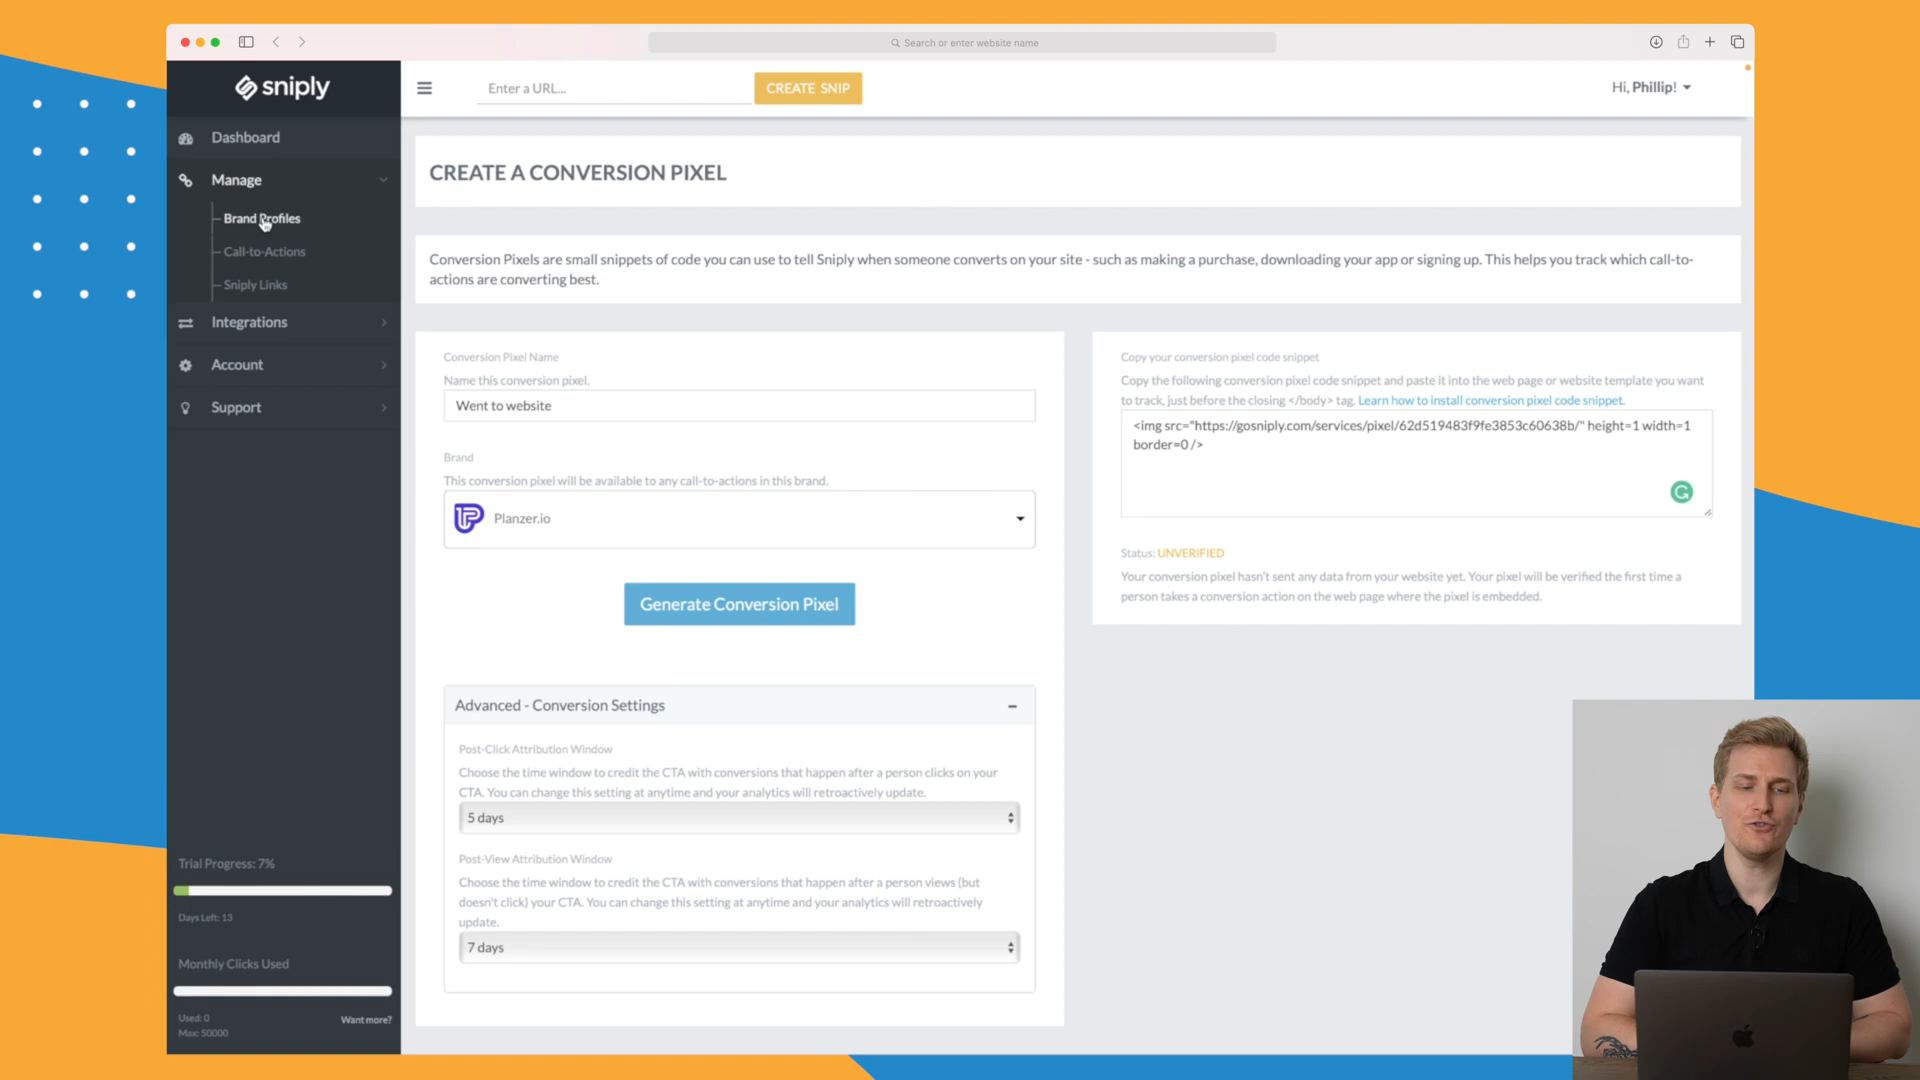 Search or enter website name
sniply
Enter a URL...
CREATE SNIP
Hi, Phillip!
Dashboard
Manage
Brand Profiles
Call-to-Actions
Sniply Links
Integrations
Account
Support
Trial Progress: 7%
Days Left: 13
Monthly Clicks Used
Used: 0
Max: 50000
Want more?
CREATE A CONVERSION PIXEL
Conversion Pixels are small snippets of code you can use to tell Sniply when someone converts on your site - such as making a purchase, downloading your app or signing up. This helps you track which call-to-
actions are converting best.
Conversion Pixel Name
Name this conversion pixel.
Went to website
Brand
This conversion pixel will be available to any call-to-actions in this brand.
Planzer.io
Generate Conversion Pixel
Advanced - Conversion Settings
Post-Click Attribution Window
Choose the time window to credit the CTA with conversions that happen after a person clicks on your
CTA. You can change this setting at anytime and your analytics will retroactively update.
5 days
Post-View Attribution Window
Choose the time window to credit the CTA with conversions that happen after a person views (but
doesn't click) your CTA. You can change this setting at anytime and your analytics will retroactively
update.
7 days
Copy your conversion pixel code snippet
Copy the following conversion pixel code snippet and paste it into the web page or website template you want
to track, just before the closing </body> tag. Learn how to install conversion pixel code snippet.
<img src="https://gosniply.com/services/pixel/62d519483f9fe3853c60638b/" height=1 width=1
border=0 />
Status: UNVERIFIED
Your conversion pixel hasn't sent any data from your website yet. Your pixel will be verified the first time a
person takes a conversion action on the web page where the pixel is embedded.